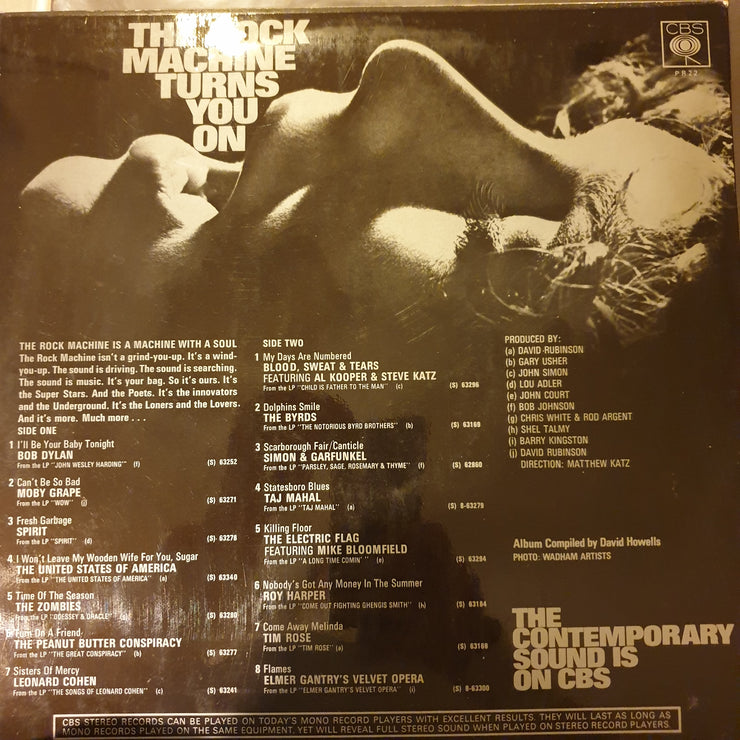 THE ROCK
MACHINE
TURNS
YOU
ON
CBS
PR22
THE ROCK MACHINE IS A MACHINE WITH A SOUL
The Rock Machine isn't a grind-you-up. It's a wind-
you-up. The sound is driving. The sound is searching.
The sound is music. It's your bag. So it's ours. It's
the Super Stars. And the Poets. It's the innovators
and the Underground. It's the Loners and the Lovers.
And it's more. Much more . . .
SIDE ONE
1 I'll Be Your Baby Tonight
BOB DYLAN
From the LP "JOHN WESLEY HARDING" (f) (S) 63252
2 Can't Be So Bad
MOBY GRAPE
From the LP "WOW" (j) (S) 63271
3 Fresh Garbage
SPIRIT
From the LP "SPIRIT" (d) (S) 63278
4 I Won't Leave My Wooden Wife For You, Sugar
THE UNITED STATES OF AMERICA
From the LP "THE UNITED STATES OF AMERICA" (a) (S) 63340
5 Time Of The Season
THE ZOMBIES
From the LP "ODESSEY & ORACLE" (g) (S) 63280
6 Turn On A Friend
THE PEANUT BUTTER CONSPIRACY
From the LP "THE GREAT CONSPIRACY" (b) (S) 63277
7 Sisters Of Mercy
LEONARD COHEN
From the LP "THE SONGS OF LEONARD COHEN" (c) (S) 63241
SIDE TWO
1 My Days Are Numbered
BLOOD, SWEAT & TEARS
FEATURING AL KOOPER & STEVE KATZ
From the LP "CHILD IS FATHER TO THE MAN" (c) (S) 63296
2 Dolphins Smile
THE BYRDS
From the LP "THE NOTORIOUS BYRD BROTHERS" (b) (S) 63169
3 Scarborough Fair/Canticle
SIMON & GARFUNKEL
From the LP "PARSLEY, SAGE, ROSEMARY & THYME" (f) (S) 62860
4 Statesboro Blues
TAJ MAHAL
From the LP "TAJ MAHAL" (a) (S) 8-63279
5 Killing Floor
THE ELECTRIC FLAG
FEATURING MIKE BLOOMFIELD
From the LP "A LONG TIME COMIN'" (e) (S) 63294
6 Nobody's Got Any Money In The Summer
ROY HARPER
From the LP "COME OUT FIGHTING GHENGIS SMITH" (h) (S) 63184
7 Come Away Melinda
TIM ROSE
From the LP "TIM ROSE" (a) (S) 63168
8 Flames
ELMER GANTRY'S VELVET OPERA
From the LP "ELMER GANTRY'S VELVET OPERA" (i) (S) 8-63300
PRODUCED BY:
(a) DAVID RUBINSON
(b) GARY USHER
(c) JOHN SIMON
(d) LOU ADLER
(e) JOHN COURT
(f) BOB JOHNSON
(g) CHRIS WHITE & ROD ARGENT
(h) SHEL TALMY
(i) BARRY KINGSTON
(j) DAVID RUBINSON
DIRECTION: MATTHEW KATZ
Album Compiled by David Howells
PHOTO: WADHAM ARTISTS
THE
CONTEMPORARY
SOUND IS
ON CBS
CBS STEREO RECORDS CAN BE PLAYED ON TODAY'S MONO RECORD PLAYERS WITH EXCELLENT RESULTS. THEY WILL LAST AS LONG AS
MONO RECORDS PLAYED ON THE SAME EQUIPMENT, YET WILL REVEAL FULL STEREO SOUND WHEN PLAYED ON STEREO RECORD PLAYERS.